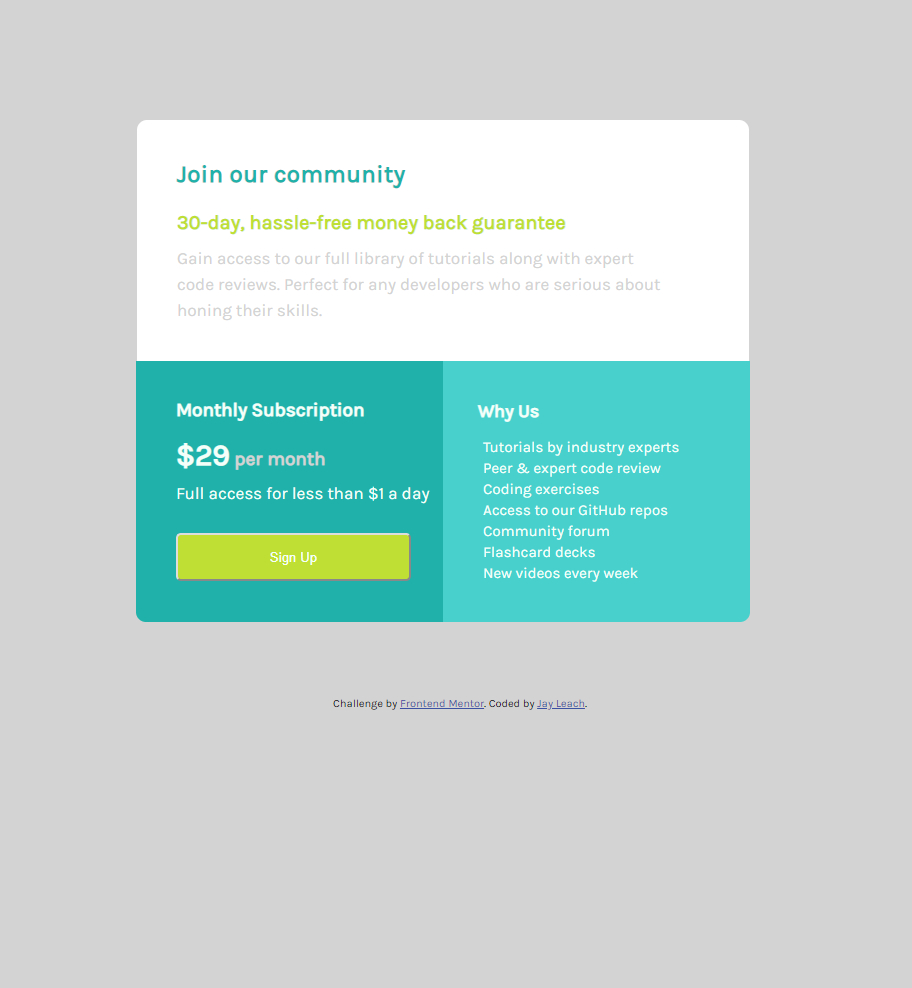 Join our community
30-day, hassle-free money back guarantee
Gain access to our full library of tutorials along with expert
code reviews. Perfect for any developers who are serious about
honing their skills.
Monthly Subscription
$29 per month
Full access for less than $1 a day
Sign Up
Why Us
Tutorials by industry experts
Peer & expert code review
Coding exercises
Access to our GitHub repos
Community forum
Flashcard decks
New videos every week
Challenge by Frontend Mentor. Coded by Jay Leach.